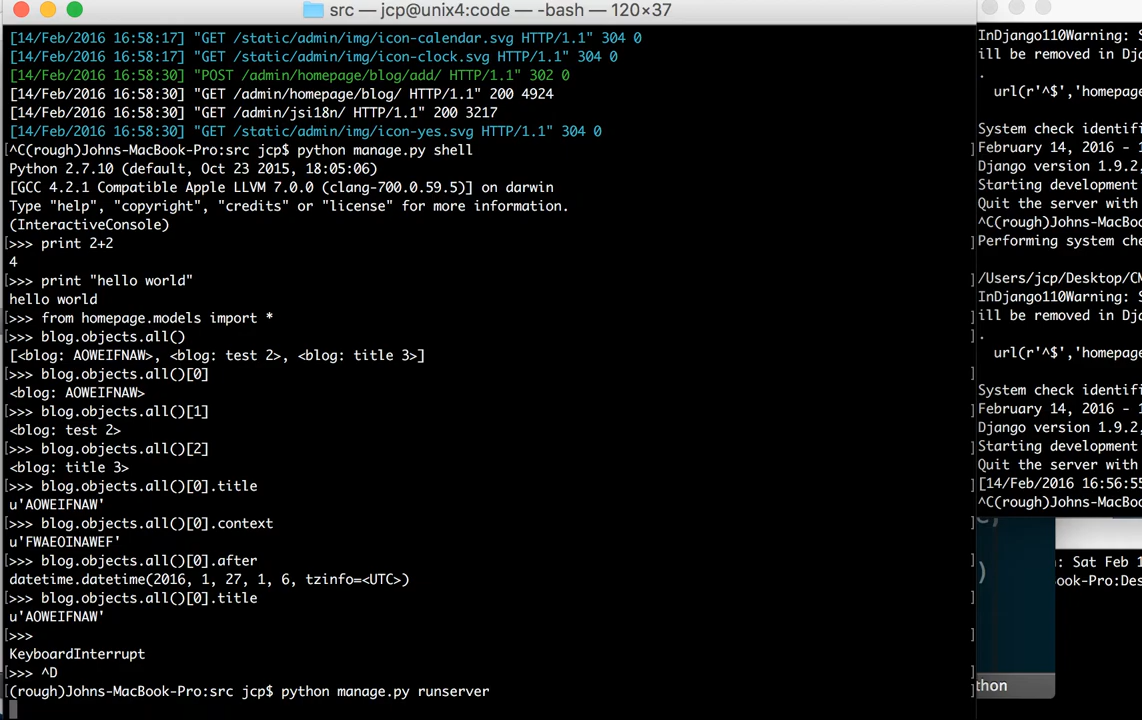 src — jcp@unix4:code — -bash — 120×37
[14/Feb/2016 16:58:17] "GET /static/admin/img/icon-calendar.svg HTTP/1.1" 304 0
[14/Feb/2016 16:58:17] "GET /static/admin/img/icon-clock.svg HTTP/1.1" 304 0
[14/Feb/2016 16:58:30] "POST /admin/homepage/blog/add/ HTTP/1.1" 302 0
[14/Feb/2016 16:58:30] "GET /admin/homepage/blog/ HTTP/1.1" 200 4924
[14/Feb/2016 16:58:30] "GET /admin/jsi18n/ HTTP/1.1" 200 3217
[14/Feb/2016 16:58:30] "GET /static/admin/img/icon-yes.svg HTTP/1.1" 304 0
^C(rough)Johns-MacBook-Pro:src jcp$ python manage.py shell
Python 2.7.10 (default, Oct 23 2015, 18:05:06)
[GCC 4.2.1 Compatible Apple LLVM 7.0.0 (clang-700.0.59.5)] on darwin
Type "help", "copyright", "credits" or "license" for more information.
(InteractiveConsole)
[>>> print 2+2
4
[>>> print "hello world"
hello world
[>>> from homepage.models import *
[>>> blog.objects.all()
[<blog: AOWEIFNAW>, <blog: test 2>, <blog: title 3>]
[>>> blog.objects.all()[0]
<blog: AOWEIFNAW>
[>>> blog.objects.all()[1]
<blog: test 2>
[>>> blog.objects.all()[2]
<blog: title 3>
[>>> blog.objects.all()[0].title
u'AOWEIFNAW'
[>>> blog.objects.all()[0].context
u'FWAEOINAWEF'
[>>> blog.objects.all()[0].after
datetime.datetime(2016, 1, 27, 1, 6, tzinfo=<UTC>)
[>>> blog.objects.all()[0].title
u'AOWEIFNAW'
[>>>
KeyboardInterrupt
[>>> ^D
[(rough)Johns-MacBook-Pro:src jcp$ python manage.py runserver
InDjango110Warning: S
ill be removed in Dja
.
url(r'^$','homepage
System check identifi
February 14, 2016 - 1
Django version 1.9.2,
Starting development
Quit the server with
^C(rough)Johns-MacBoo
Performing system che
/Users/jcp/Desktop/CM
InDjango110Warning: S
ill be removed in Dja
.
url(r'^$','homepage
System check identifi
February 14, 2016 - 1
Django version 1.9.2,
Starting development
Quit the server with
[14/Feb/2016 16:56:55
^C(rough)Johns-MacBoo
: Sat Feb 1
ook-Pro:Des
thon